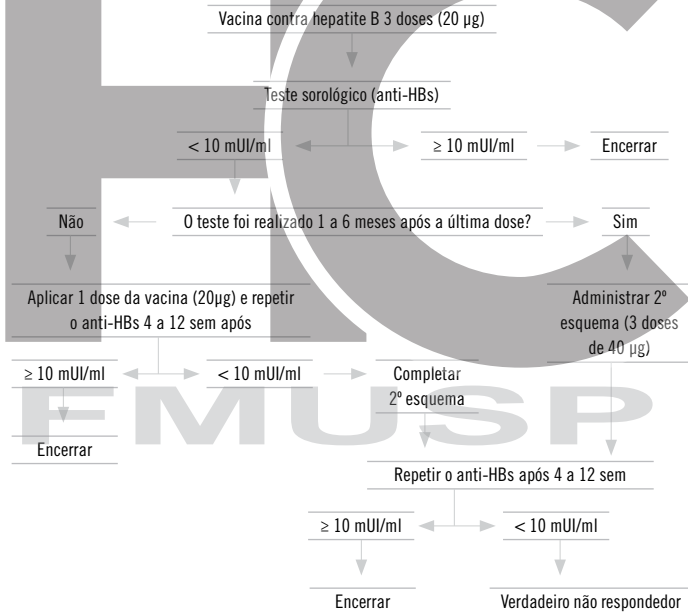 Vacina contra hepatite B 3 doses (20 µg)
Teste sorológico (anti-HBs)
< 10 mUI/ml
≥ 10 mUI/ml
Encerrar
Não
O teste foi realizado 1 a 6 meses após a última dose?
Sim
Aplicar 1 dose da vacina (20µg) e repetir
o anti-HBs 4 a 12 sem após
Administrar 2º
esquema (3 doses
de 40 µg)
≥ 10 mUI/ml
< 10 mUI/ml
Completar
2º esquema
Encerrar
Repetir o anti-HBs após 4 a 12 sem
≥ 10 mUI/ml
< 10 mUI/ml
Encerrar
Verdadeiro não respondedor
HC
FMUSP